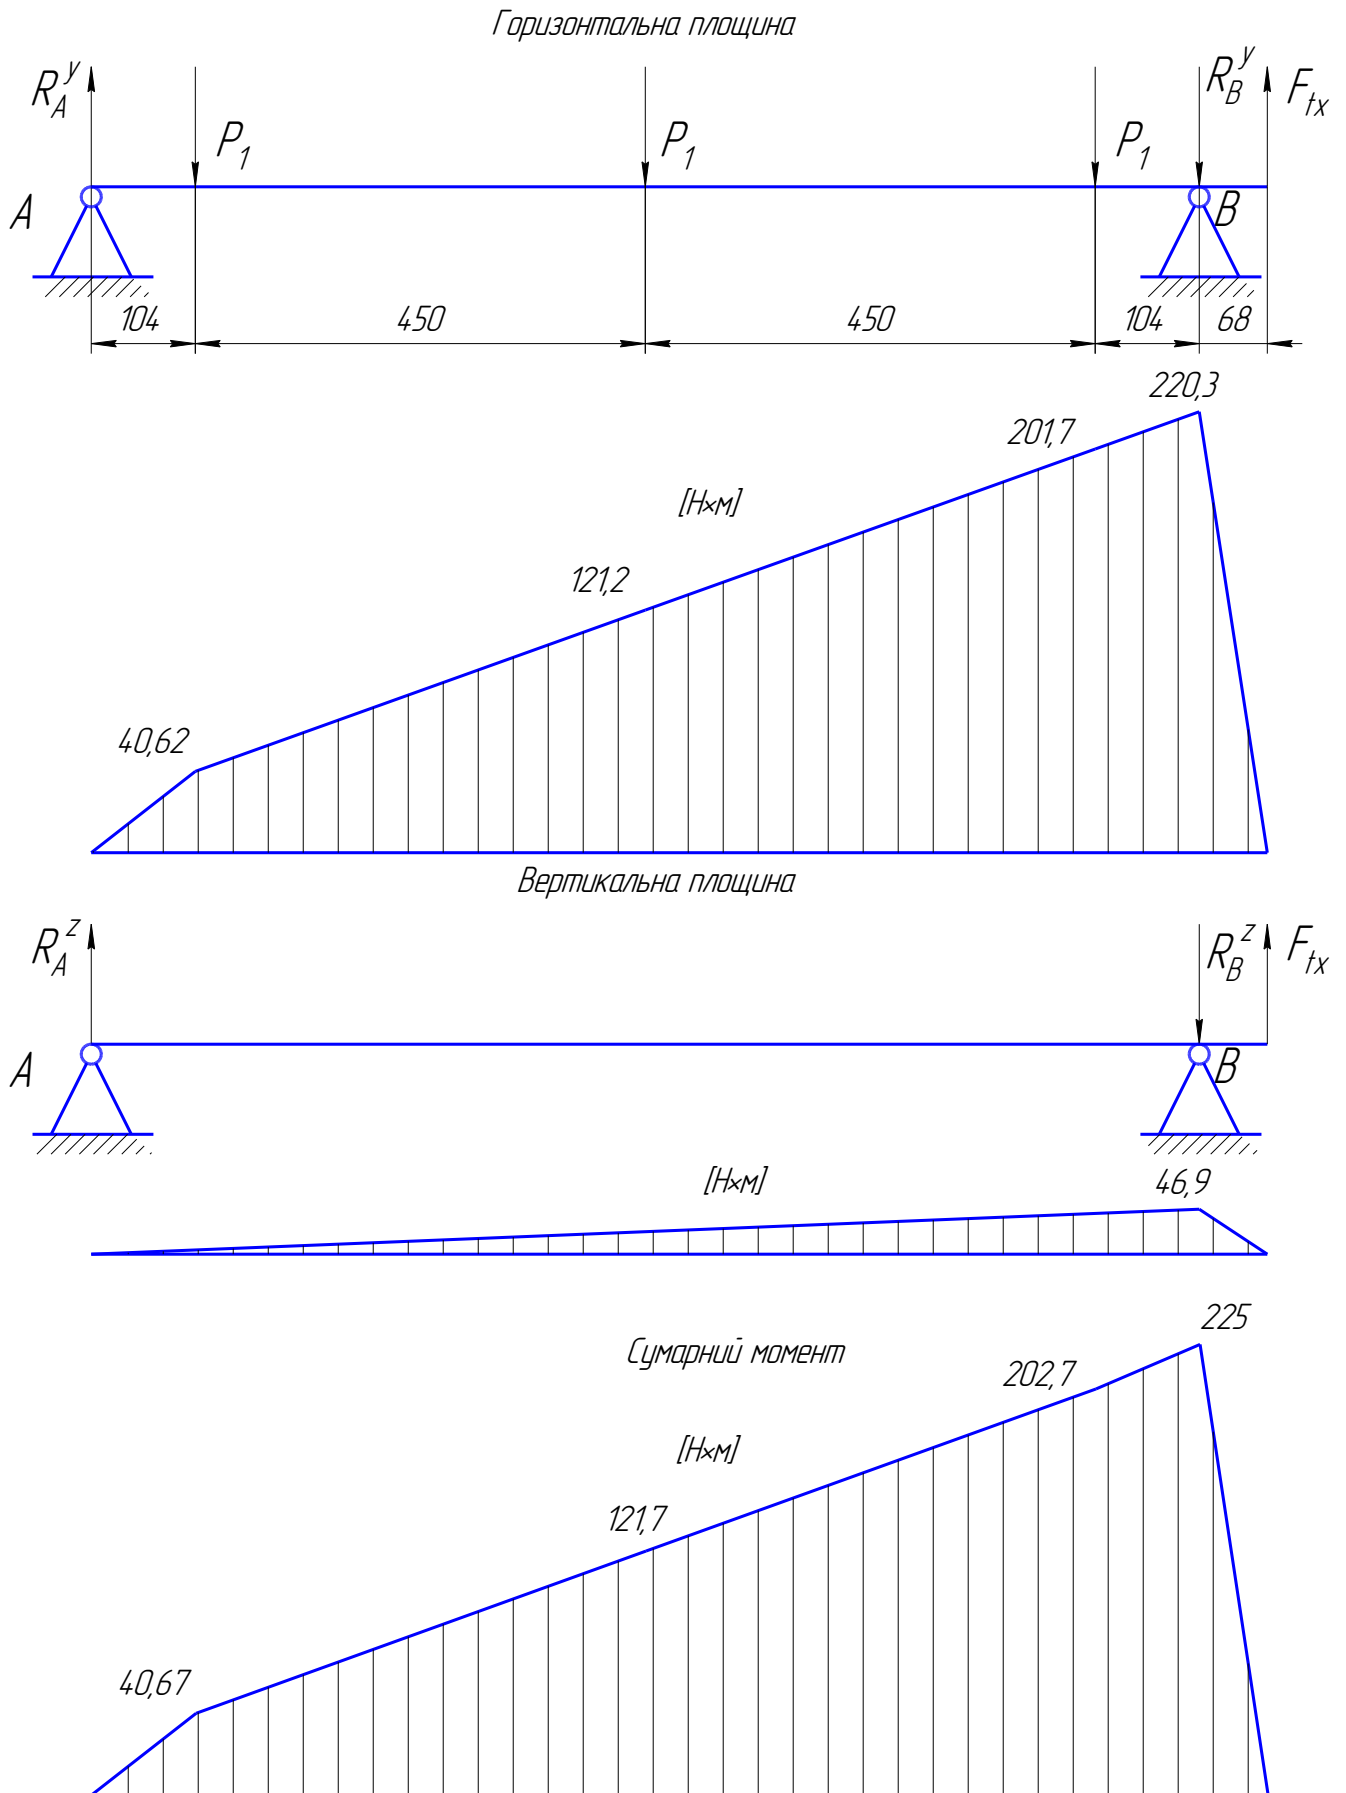 Горизонтальна площина
R_A^y P_1 P_1 P_1 R_B^y F_tx
A B
104 450 450 104 68
220,3
201,7
[Н×м]
121,2
40,62
Вертикальна площина
R_A^z R_B^z F_tx
A B
[Н×м] 46,9
225
Сумарний момент
202,7
[Н×м]
121,7
40,67